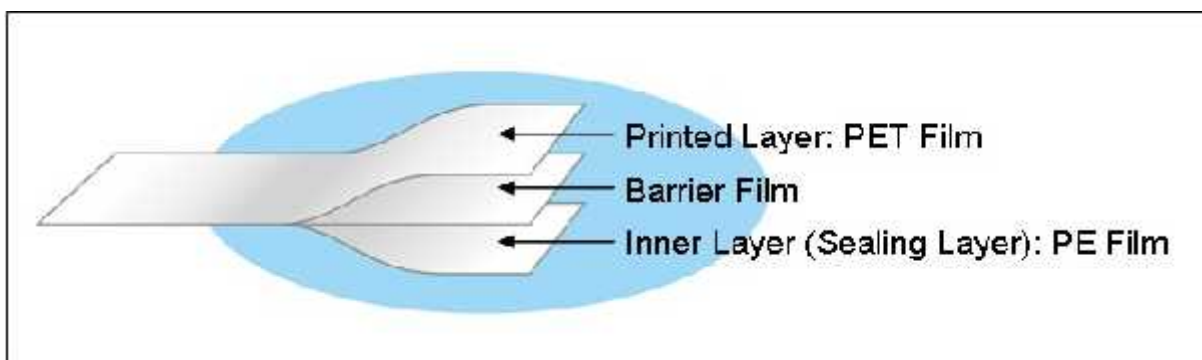 Printed Layer: PET Film
Barrier Film
Inner Layer (Sealing Layer): PE Film